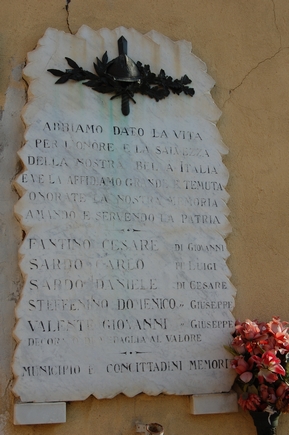 ABBIAMO DATO LA VITA
PER L'ONORE E LA SALVEZZA
DELLA NOSTRA BELLA ITALIA
E VE LA AFFIDIAMO GRANDE E TEMUTA
ONORATE LA NOSTRA MEMORIA
AMANDO E SERVENDO LA PATRIA
FANTINO CESARE DI GIOVANNI
SARDO CARLO DI LUIGI
SARDO DANIELE DI CESARE
STEFFENINO DOMENICO " GIUSEPPE
VALENTE GIOVANNI " GIUSEPPE
DECORATO MEDAGLIA AL VALORE
MUNICIPIO E CONCITTADINI MEMORI